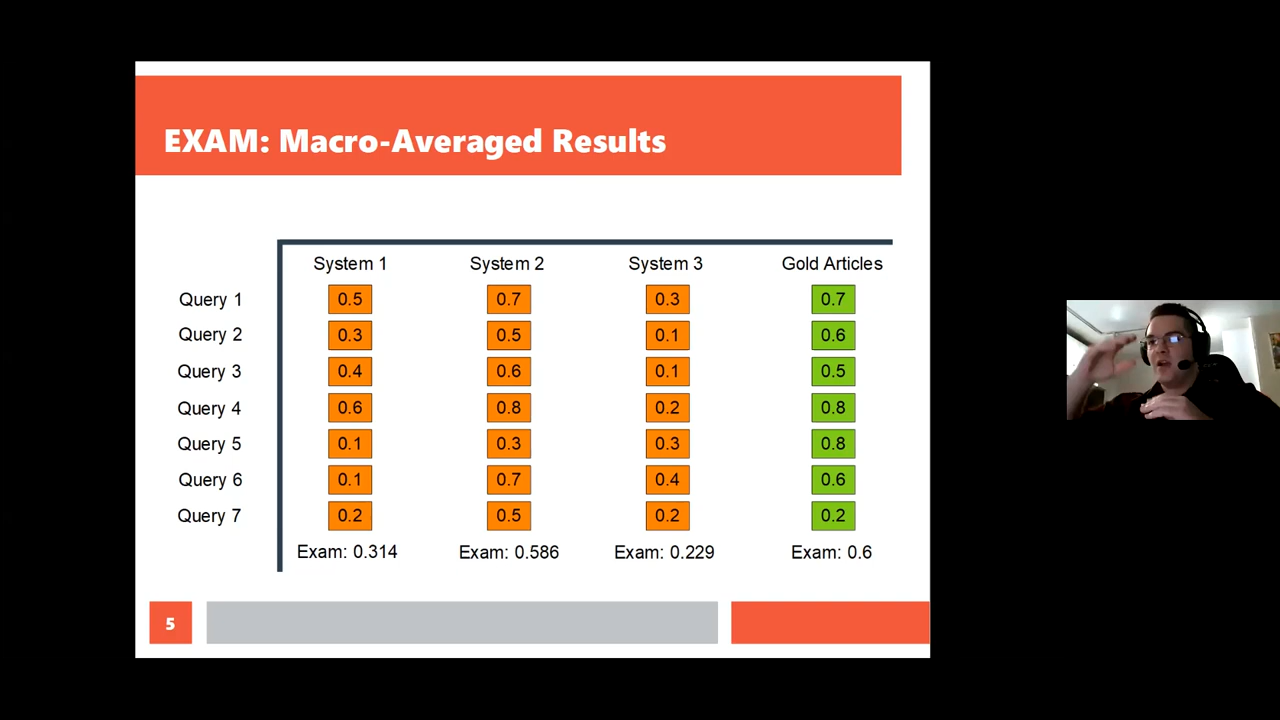 EXAM: Macro-Averaged Results
System 1 System 2 System 3 Gold Articles
Query 1 0.5 0.7 0.3 0.7
Query 2 0.3 0.5 0.1 0.6
Query 3 0.4 0.6 0.1 0.5
Query 4 0.6 0.8 0.2 0.8
Query 5 0.1 0.3 0.3 0.8
Query 6 0.1 0.7 0.4 0.6
Query 7 0.2 0.5 0.2 0.2
Exam: 0.314 Exam: 0.586 Exam: 0.229 Exam: 0.6
5